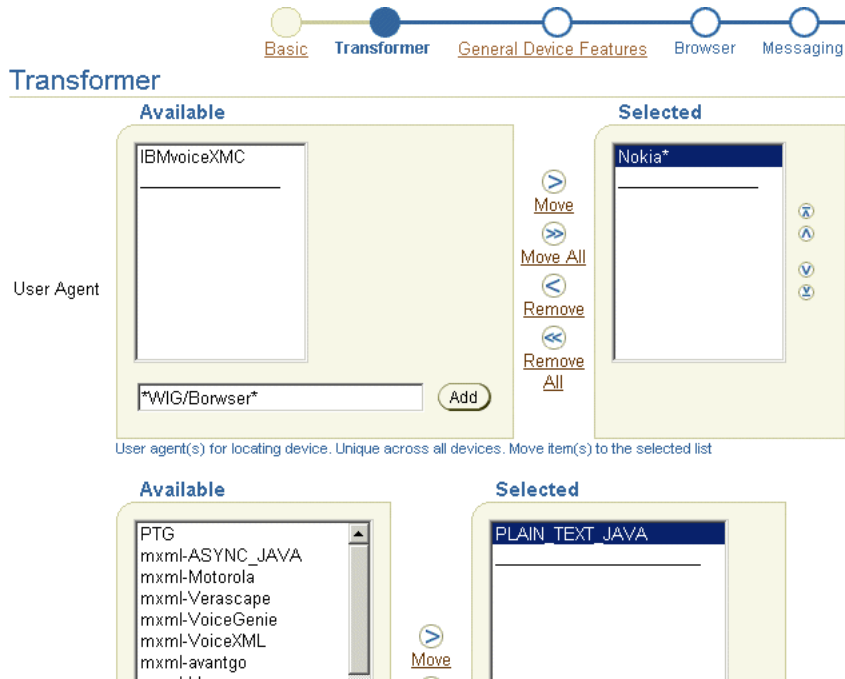 Basic Transformer General Device Features Browser Messaging
Transformer
Available Selected
IBMvoiceXMC
Nokia*
Move
Move All
User Agent
Remove
Remove All
*WIG/Borwser* Add
User agent(s) for locating device. Unique across all devices. Move item(s) to the selected list
Available Selected
PTG
PLAIN_TEXT_JAVA
mxml-ASYNC_JAVA
mxml-Motorola
mxml-Verascape
mxml-VoiceGenie
mxml-VoiceXML
mxml-avantgo
Move